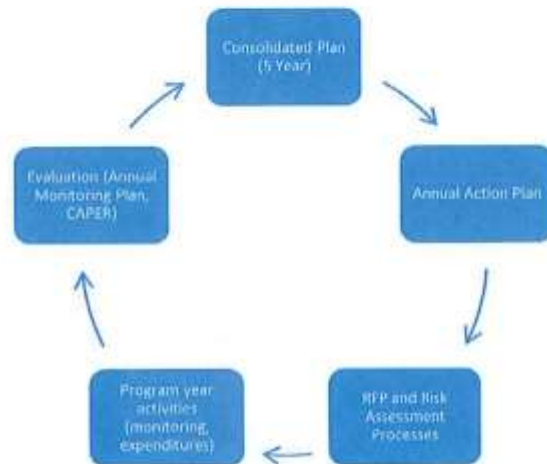 Consolidated Plan
(5 Year)
Annual Action Plan
RFP and Risk
Assessment
Processes
Program year
activities
(monitoring,
expenditures)
Evaluation (Annual
Monitoring Plan,
CAPER)